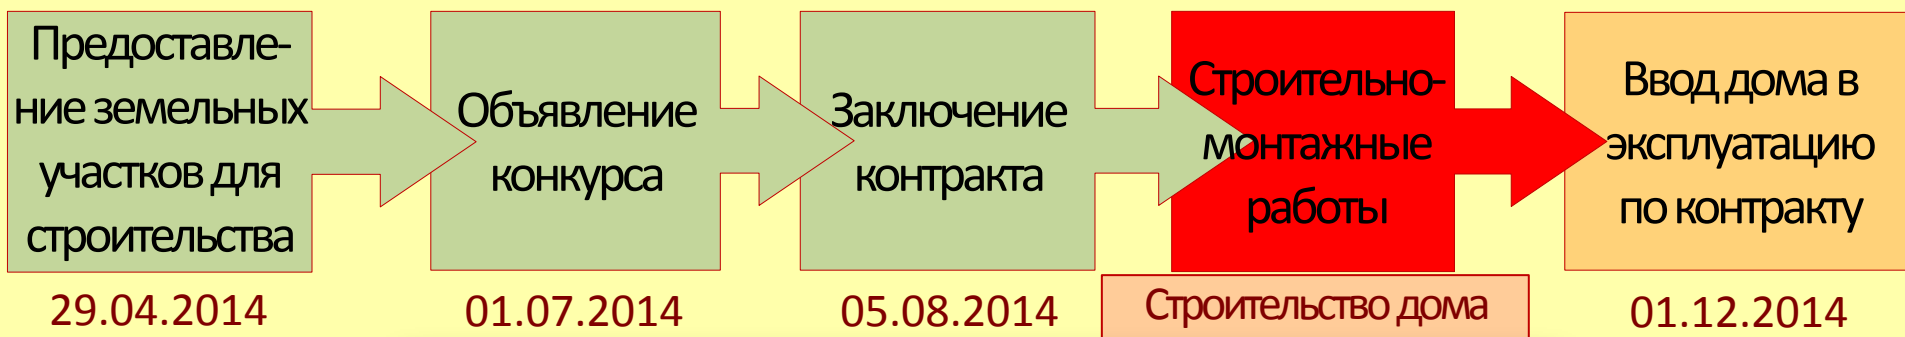 Предоставле-
ние земельных
участков для
строительства
29.04.2014
Объявление
конкурса
01.07.2014
Заключение
контракта
05.08.2014
Строительно-
монтажные
работы
Строительство дома
Ввод дома в
эксплуатацию
по контракту
01.12.2014